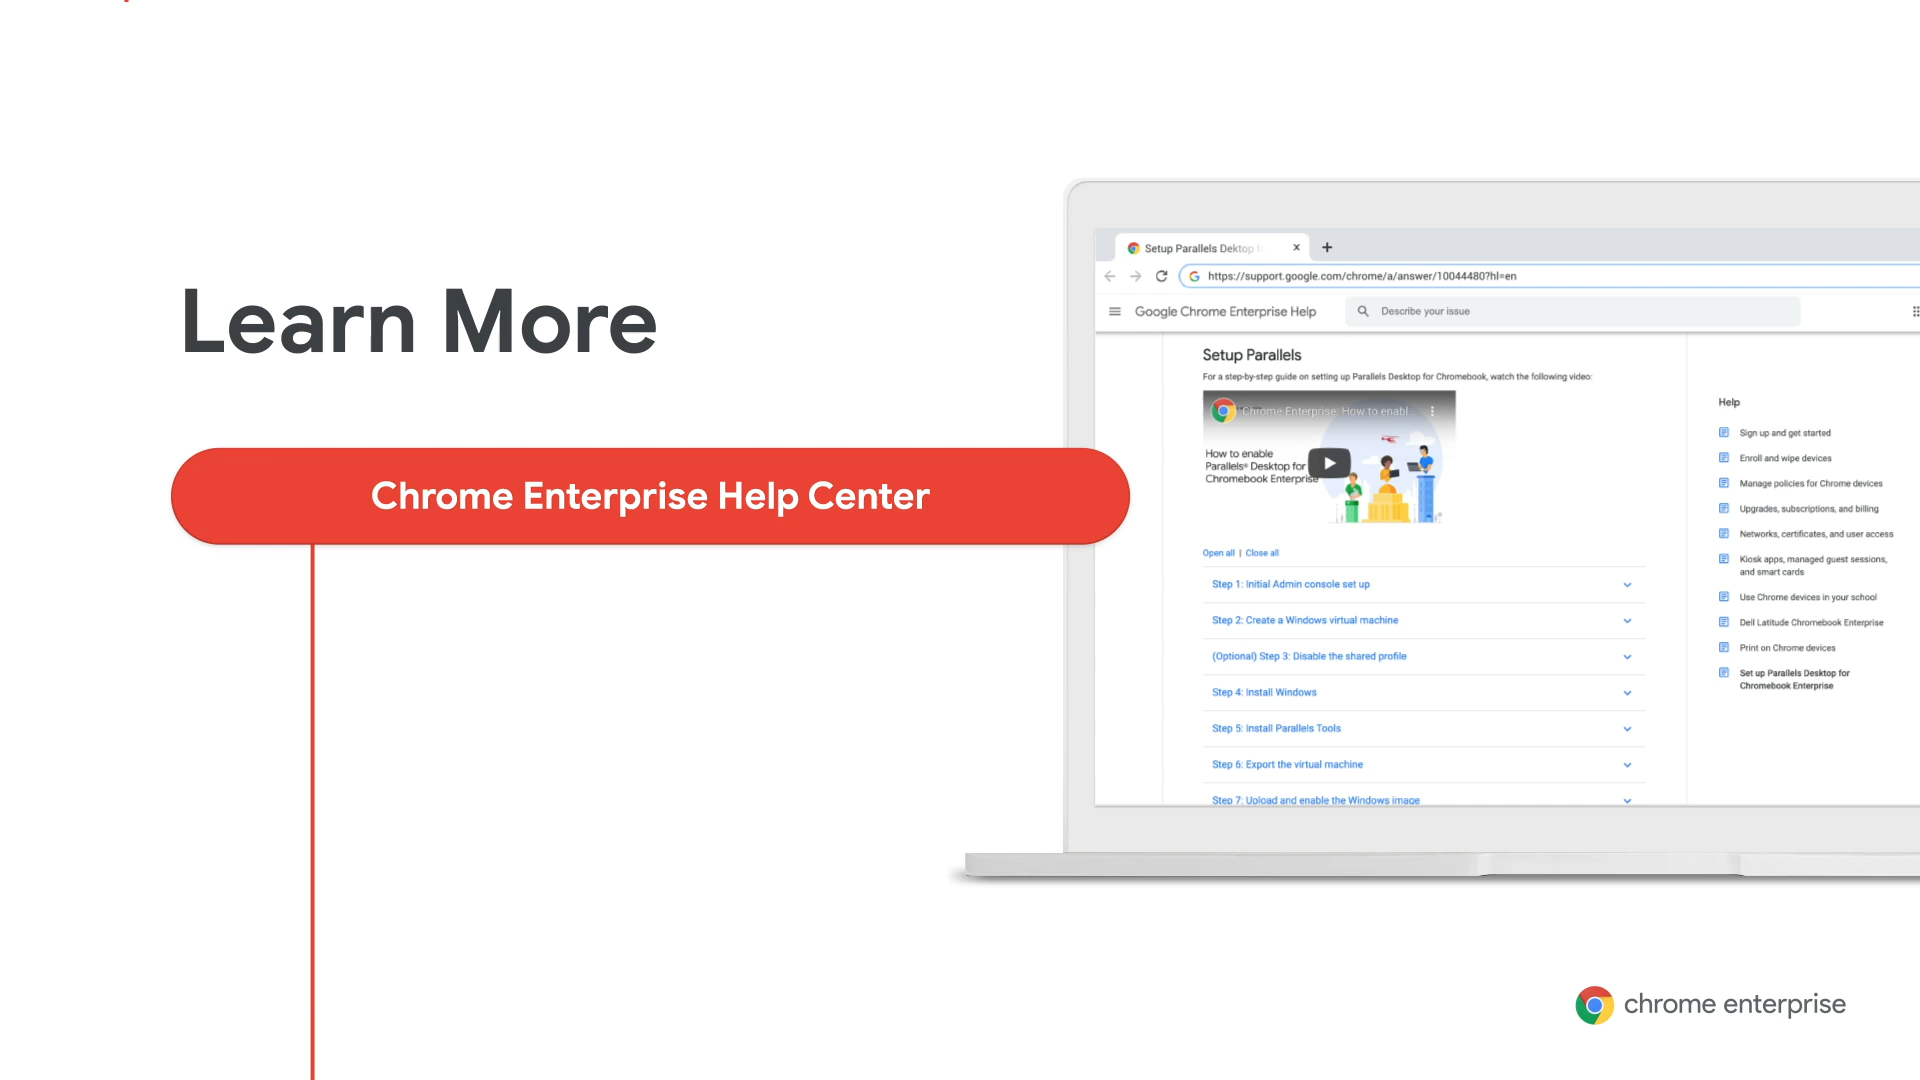 Learn More
Chrome Enterprise Help Center
Setup Parallels Dektop
https://support.google.com/chrome/a/answer/10044480?hl=en
Google Chrome Enterprise Help
Describe your issue
Setup Parallels
For a step-by-step guide on setting up Parallels Desktop for Chromebook, watch the following video:
Chrome Enterprise: How to enabl
How to enable
Parallels® Desktop for
Chromebook Enterprise
Open all | Close all
Step 1: Initial Admin console set up
Step 2: Create a Windows virtual machine
(Optional) Step 3: Disable the shared profile
Step 4: Install Windows
Step 5: Install Parallels Tools
Step 6: Export the virtual machine
Step 7: Upload and enable the Windows image
Help
Sign up and get started
Enroll and wipe devices
Manage policies for Chrome devices
Upgrades, subscriptions, and billing
Networks, certificates, and user access
Kiosk apps, managed guest sessions,
and smart cards
Use Chrome devices in your school
Dell Latitude Chromebook Enterprise
Print on Chrome devices
Set up Parallels Desktop for
Chromebook Enterprise
chrome enterprise